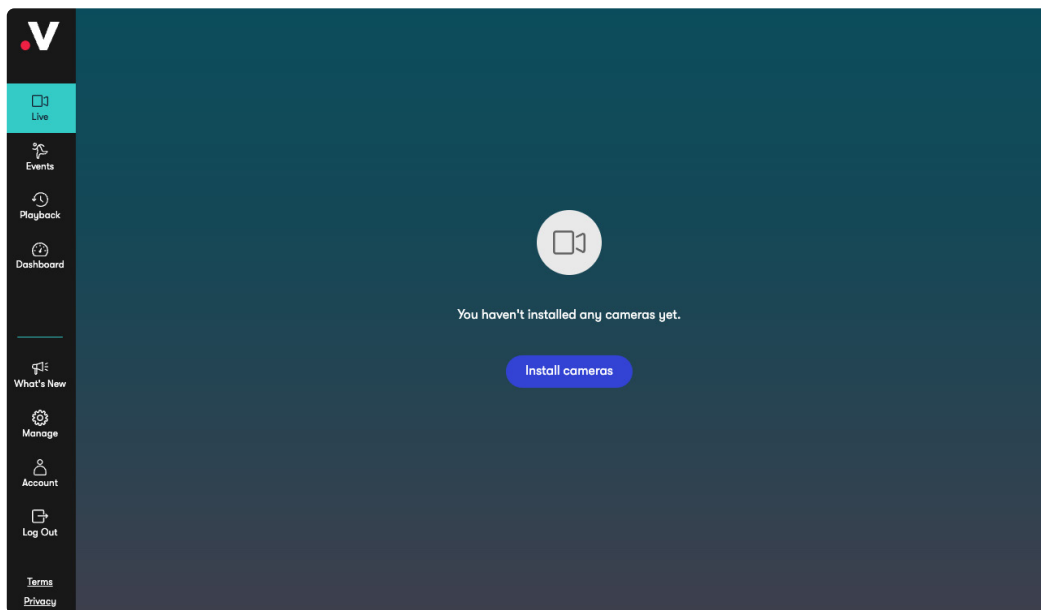 .V
Live
Events
Playback
Dashboard
What's New
Manage
Account
Log Out
Terms
Privacy
You haven't installed any cameras yet.
Install cameras